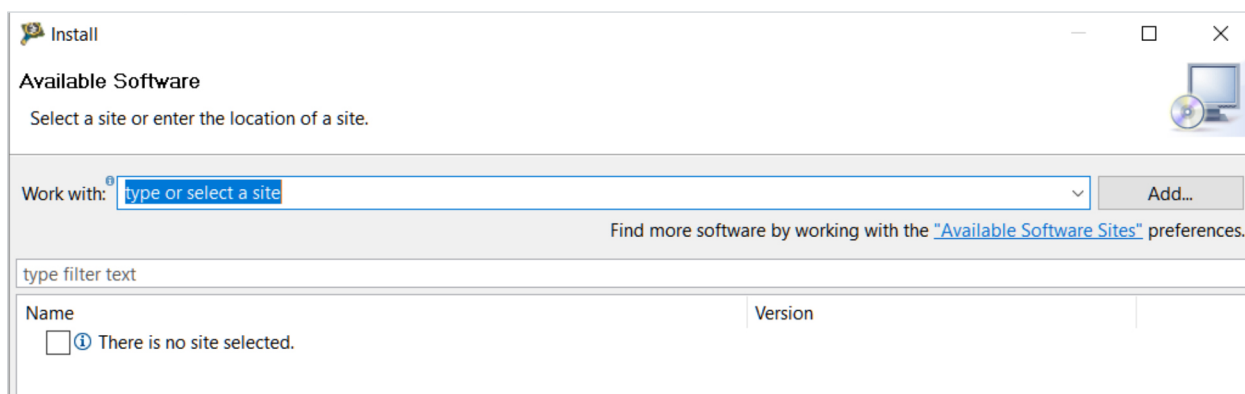 Install
Available Software
Select a site or enter the location of a site.
Work with: type or select a site Add...
Find more software by working with the "Available Software Sites" preferences.
type filter text
Name Version
There is no site selected.